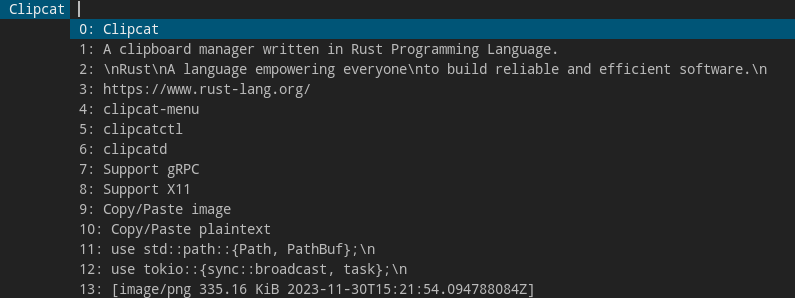 Clipcat
0: Clipcat
1: A clipboard manager written in Rust Programming Language.
2: \nRust\nA language empowering everyone\nto build reliable and efficient software.\n
3: https://www.rust-lang.org/
4: clipcat-menu
5: clipcatctl
6: clipcatd
7: Support gRPC
8: Support X11
9: Copy/Paste image
10: Copy/Paste plaintext
11: use std::path::{Path, PathBuf};\n
12: use tokio::{sync::broadcast, task};\n
13: [image/png 335.16 KiB 2023-11-30T15:21:54.094788084Z]